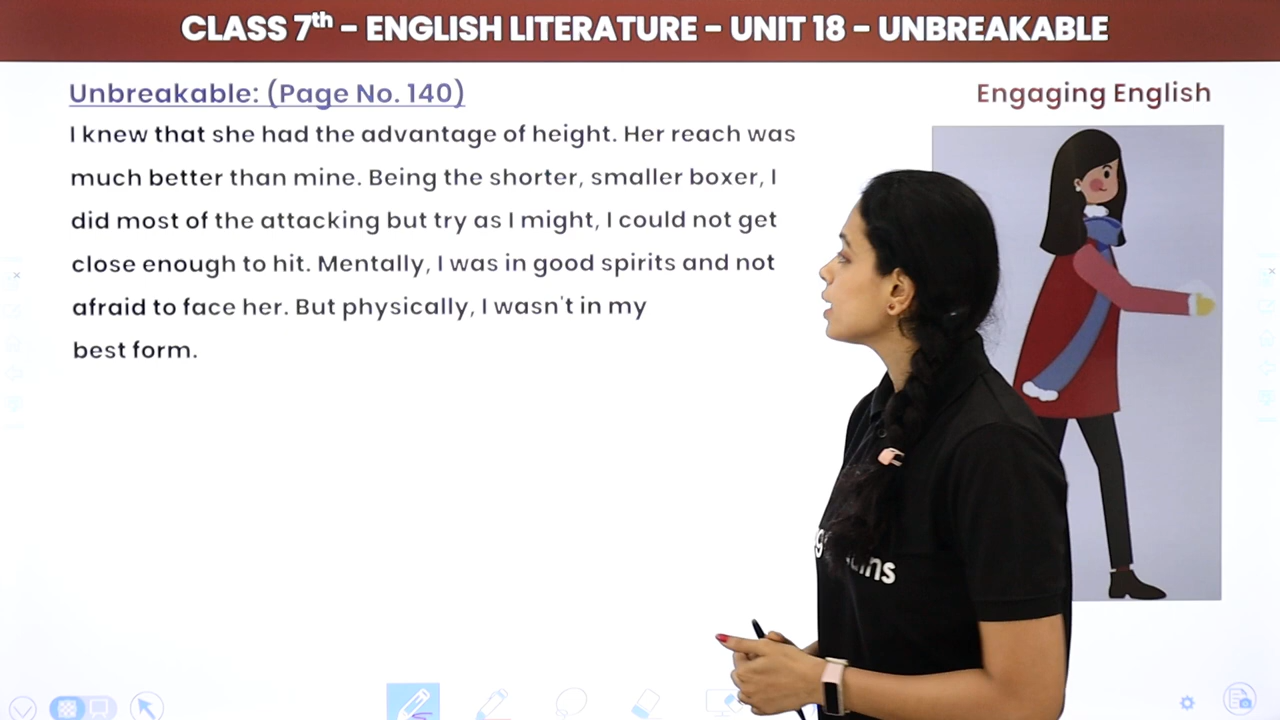 CLASS 7th - ENGLISH LITERATURE - UNIT 18 - UNBREAKABLE
Unbreakable: (Page No. 140)
Engaging English
I knew that she had the advantage of height. Her reach was
much better than mine. Being the shorter, smaller boxer, I
did most of the attacking but try as I might, I could not get
close enough to hit. Mentally, I was in good spirits and not
afraid to face her. But physically, I wasn't in my
best form.